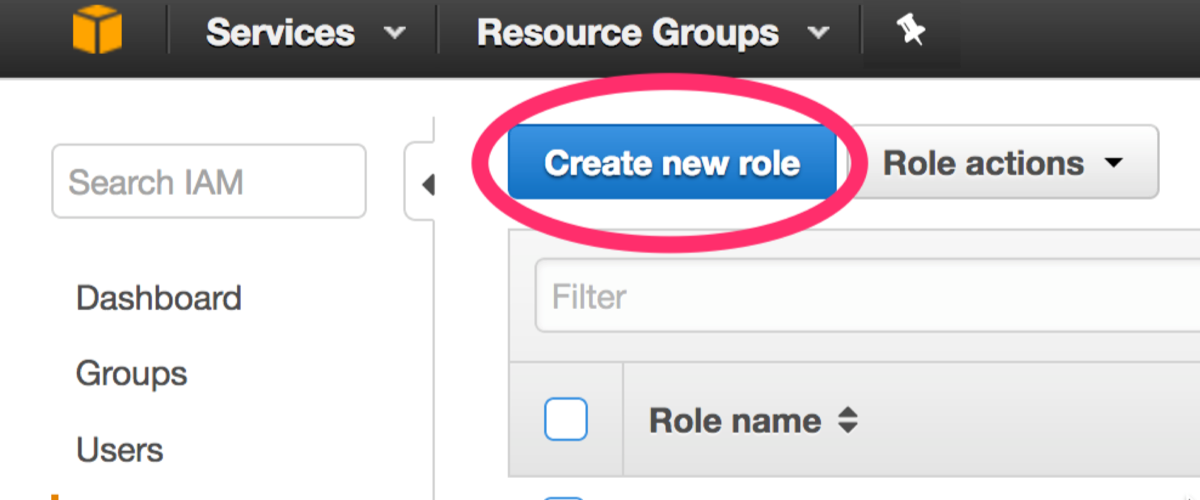 Services
Resource Groups
Search IAM
Create new role
Role actions
Dashboard
Groups
Users
Filter
Role name